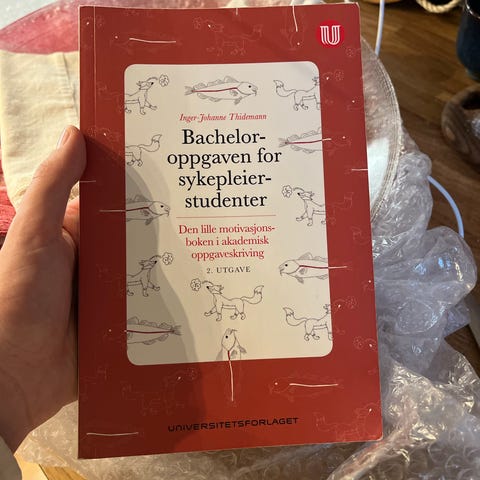 U
Inger-Johanne Thidemann
Bachelor-
oppgaven for
sykepleier-
studenter
Den lille motivasjons-
boken i akademisk
oppgaveskriving
2. UTGAVE
UNIVERSITETSFORLAGET